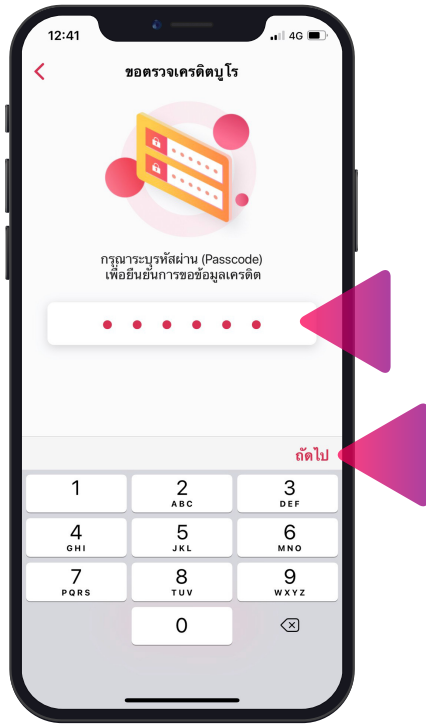 12:41
4G
ขอตรวจเครดิตบูโร
กรุณาระบุรหัสผ่าน (Passcode)
เพื่อยืนยันการขอข้อมูลเครดิต
ถัดไป
1
2
ABC
3
DEF
4
GHI
5
JKL
6
MNO
7
PQRS
8
TUV
9
WXYZ
0